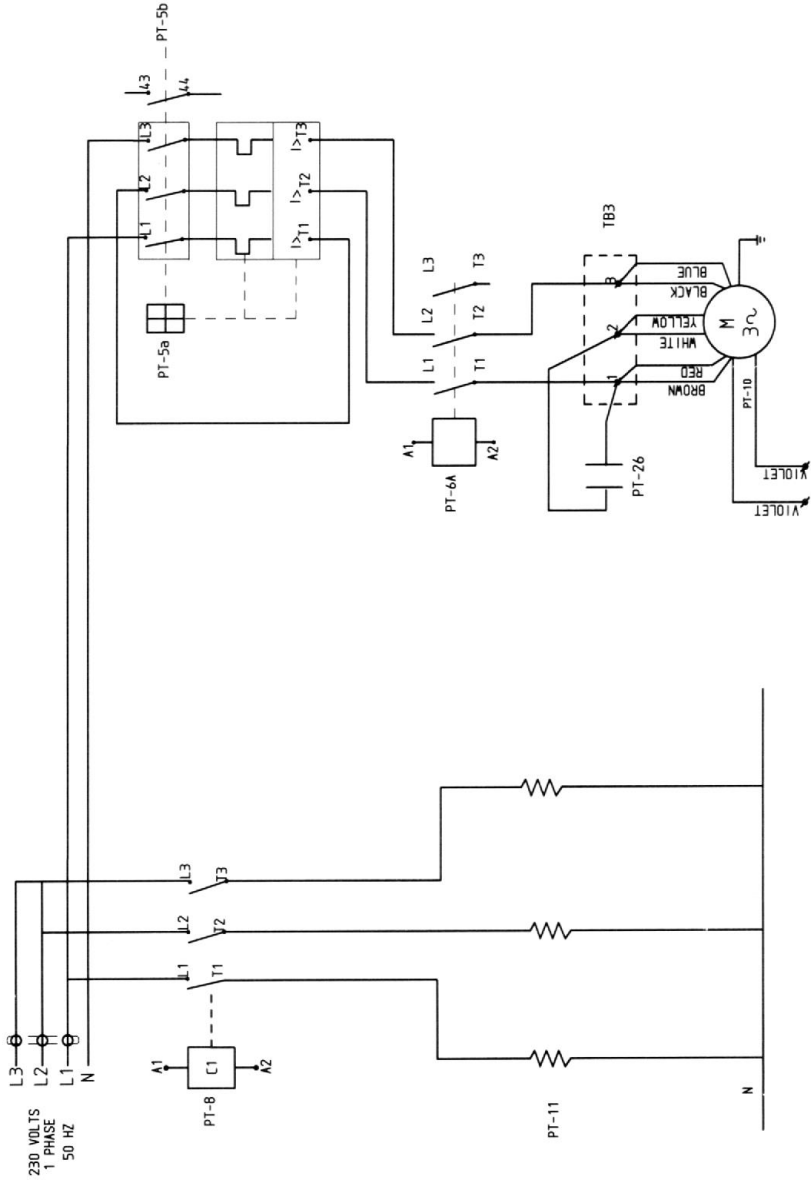 PT-5b
43
44
L1
L2
L3
I>T1
I>T2
I>T3
PT-5a
L1
L2
L3
T1
T2
T3
A1
A2
PT-6A
TB3
1
2
3
BROWN
RED
WHITE
YELLOW
BLACK
BLUE
M
3~
PT-10
PT-26
VIOLET
VIOLET
L3
L2
L1
N
230 VOLTS
1 PHASE
50 HZ
L1
L2
L3
T1
T2
T3
A1
C1
A2
PT-8
PT-11
N